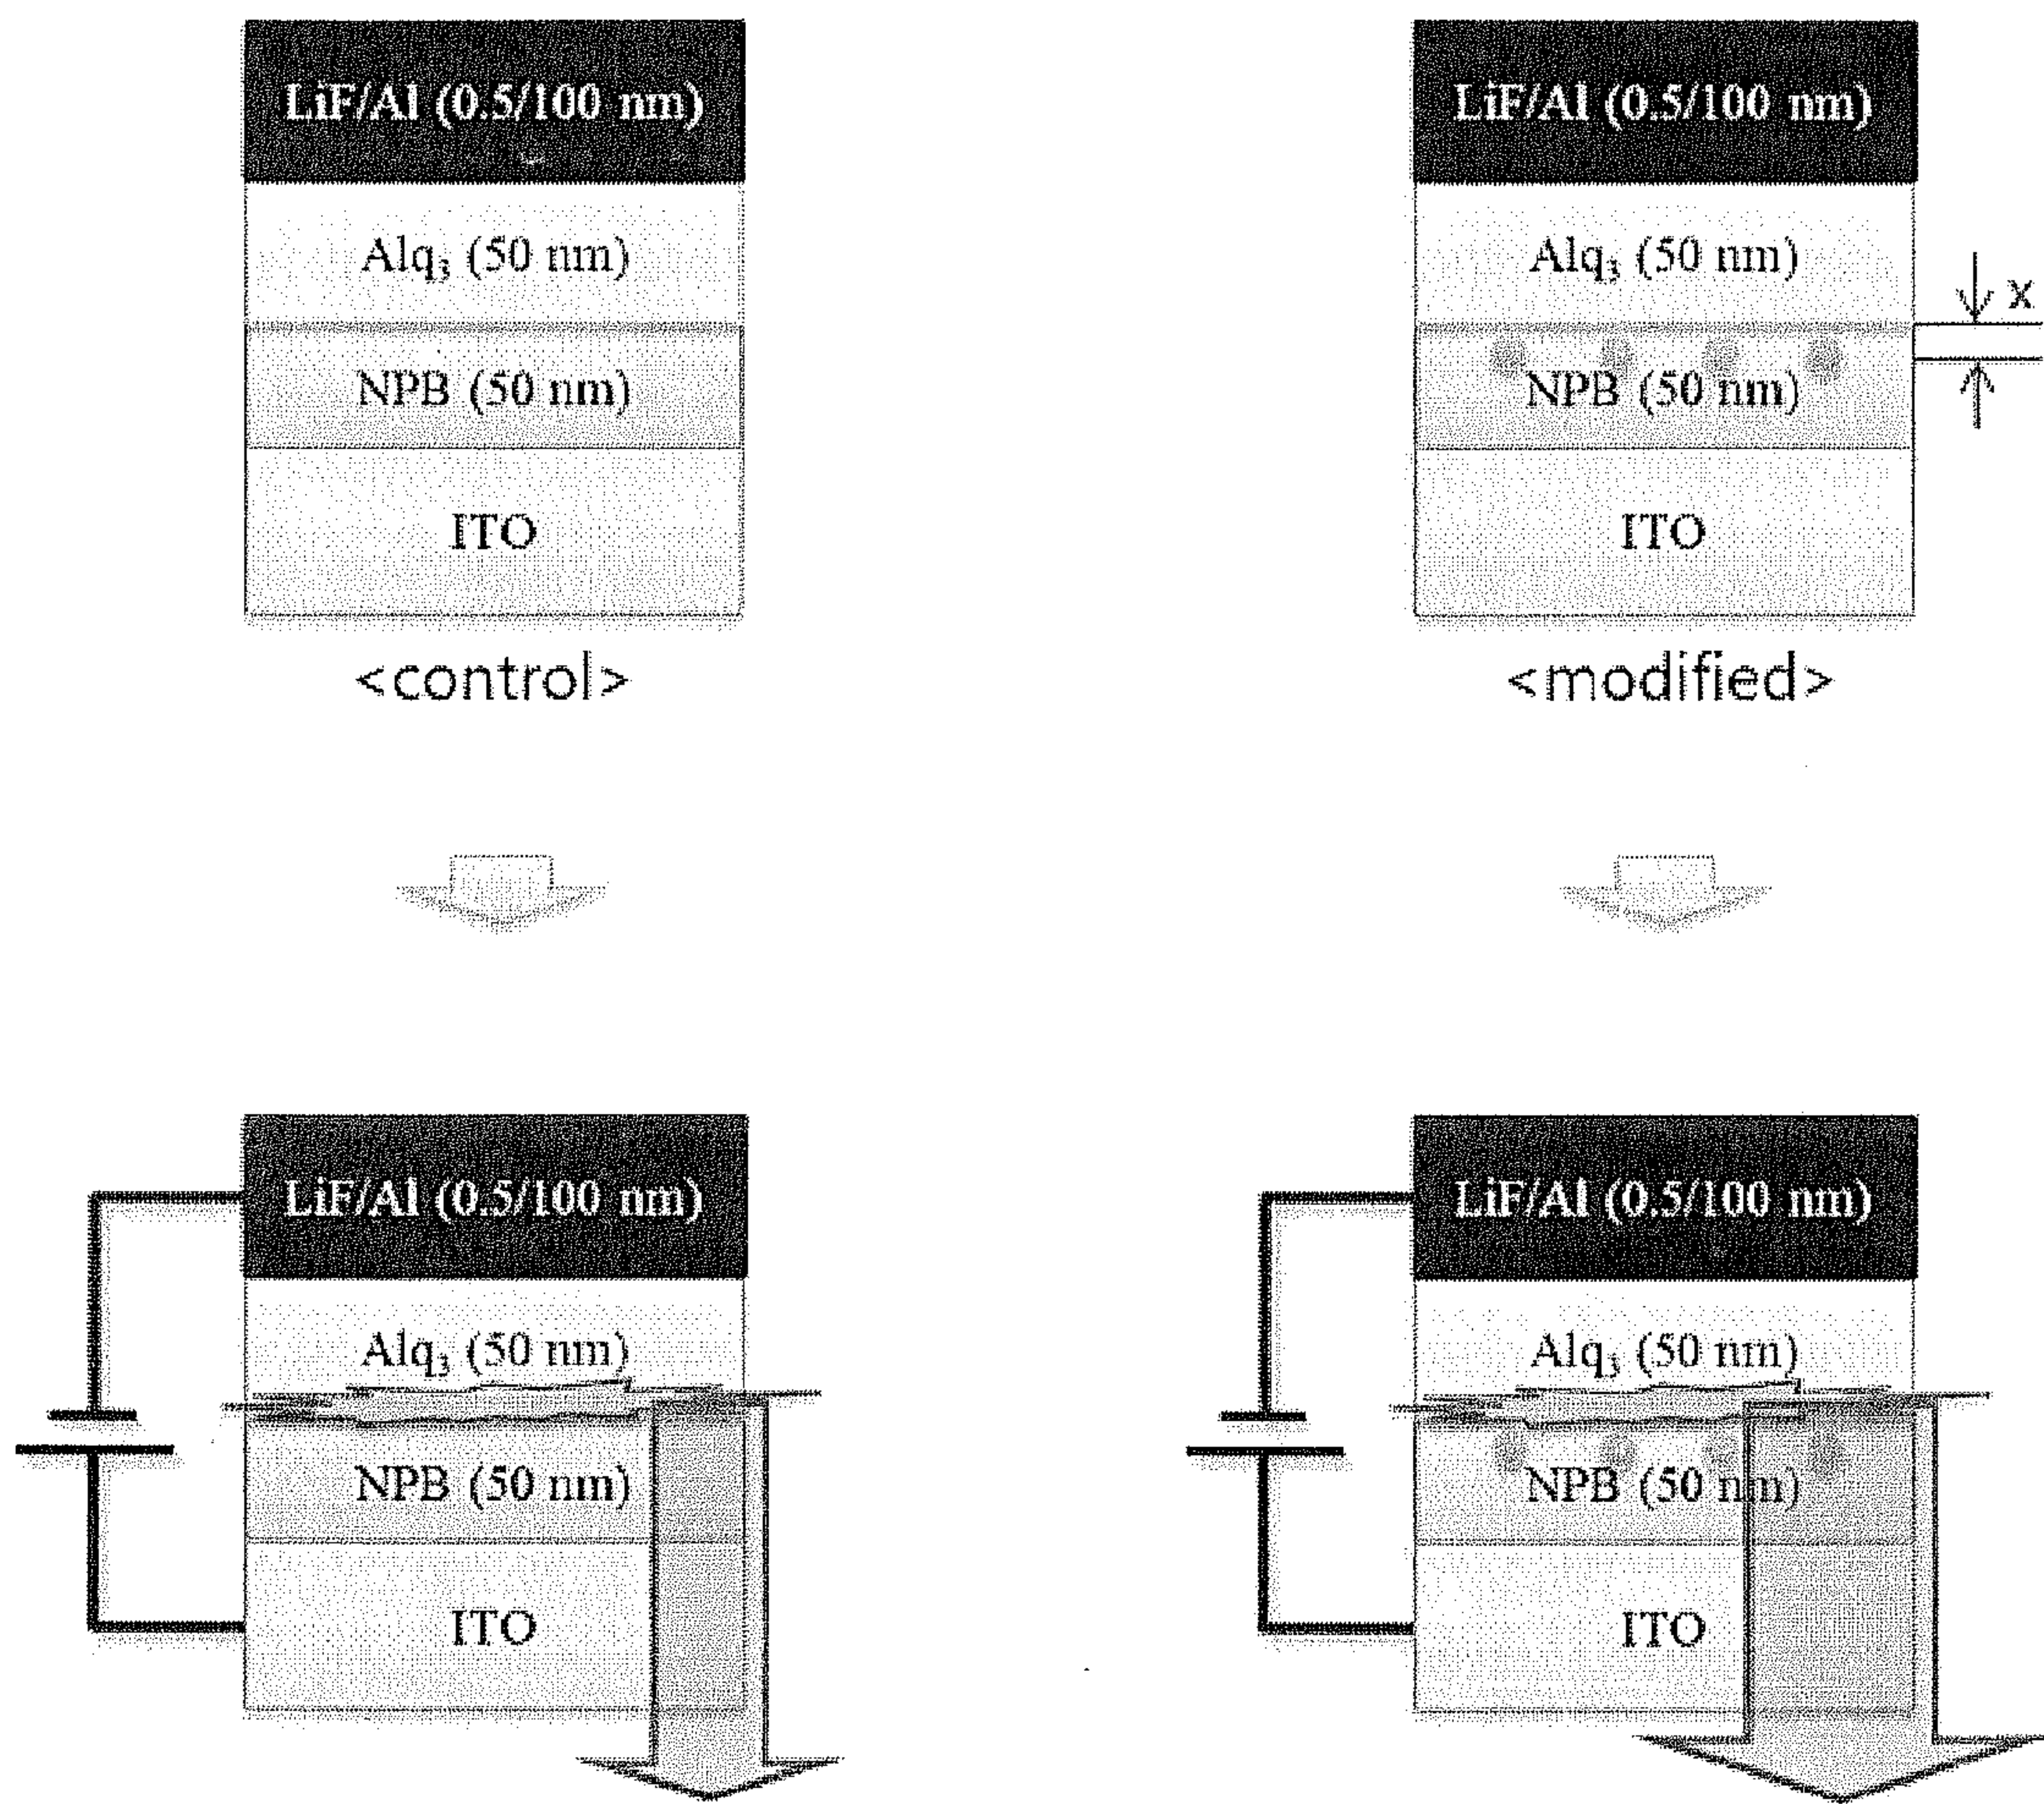 LiF/Al (0.5/100 nm)
Alq₃ (50 nm)
NPB (50 nm)
ITO
<control>
LiF/Al (0.5/100 nm)
Alq₃ (50 nm)
x
NPB (50 nm)
ITO
<modified>
LiF/Al (0.5/100 nm)
Alq₃ (50 nm)
NPB (50 nm)
ITO
LiF/Al (0.5/100 nm)
Alq₃ (50 nm)
NPB (50 nm)
ITO